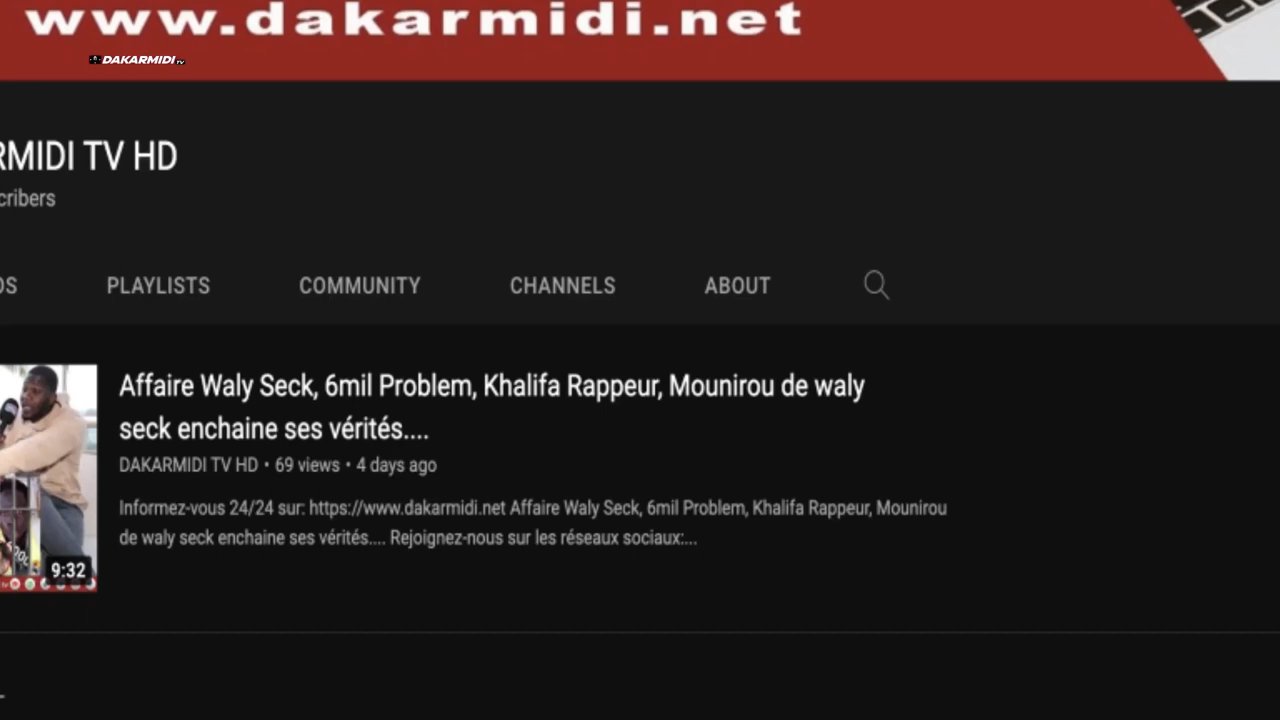 www.dakarmidi.net
DAKARMIDI TV
RMIDI TV HD
cribers
OS PLAYLISTS COMMUNITY CHANNELS ABOUT
Affaire Waly Seck, 6mil Problem, Khalifa Rappeur, Mounirou de waly
seck enchaine ses vérités....
DAKARMIDI TV HD • 69 views • 4 days ago
Informez-vous 24/24 sur: https://www.dakarmidi.net Affaire Waly Seck, 6mil Problem, Khalifa Rappeur, Mounirou
de waly seck enchaine ses vérités.... Rejoignez-nous sur les réseaux sociaux:...
9:32